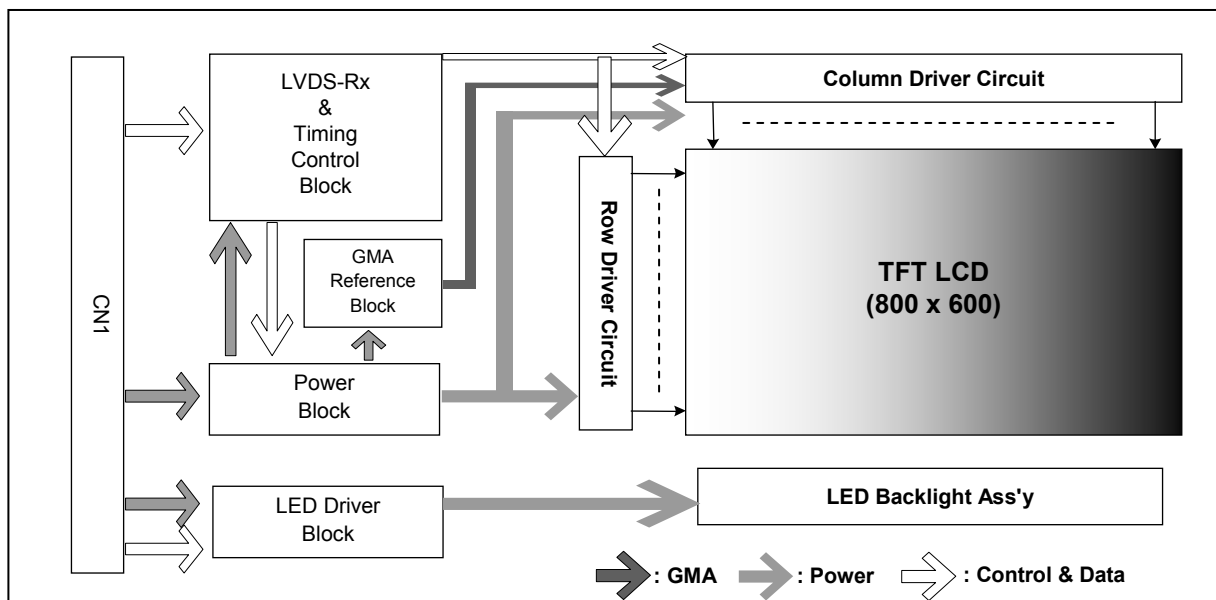 CN1
LVDS-Rx
&
Timing
Control
Block
GMA
Reference
Block
Power
Block
LED Driver
Block
Column Driver Circuit
Row Driver Circuit
TFT LCD
(800 x 600)
LED Backlight Ass'y
: GMA
: Power
: Control & Data